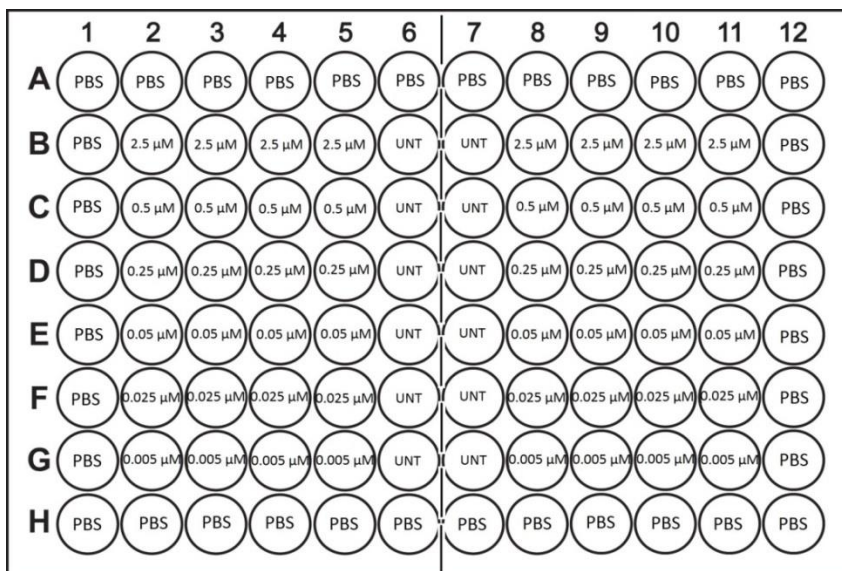 1 2 3 4 5 6 7 8 9 10 11 12
A PBS PBS PBS PBS PBS PBS PBS PBS PBS PBS PBS PBS
B PBS 2.5 µM 2.5 µM 2.5 µM 2.5 µM UNT UNT 2.5 µM 2.5 µM 2.5 µM 2.5 µM PBS
C PBS 0.5 µM 0.5 µM 0.5 µM 0.5 µM UNT UNT 0.5 µM 0.5 µM 0.5 µM 0.5 µM PBS
D PBS 0.25 µM 0.25 µM 0.25 µM 0.25 µM UNT UNT 0.25 µM 0.25 µM 0.25 µM 0.25 µM PBS
E PBS 0.05 µM 0.05 µM 0.05 µM 0.05 µM UNT UNT 0.05 µM 0.05 µM 0.05 µM 0.05 µM PBS
F PBS 0.025 µM 0.025 µM 0.025 µM 0.025 µM UNT UNT 0.025 µM 0.025 µM 0.025 µM 0.025 µM PBS
G PBS 0.005 µM 0.005 µM 0.005 µM 0.005 µM UNT UNT 0.005 µM 0.005 µM 0.005 µM 0.005 µM PBS
H PBS PBS PBS PBS PBS PBS PBS PBS PBS PBS PBS PBS